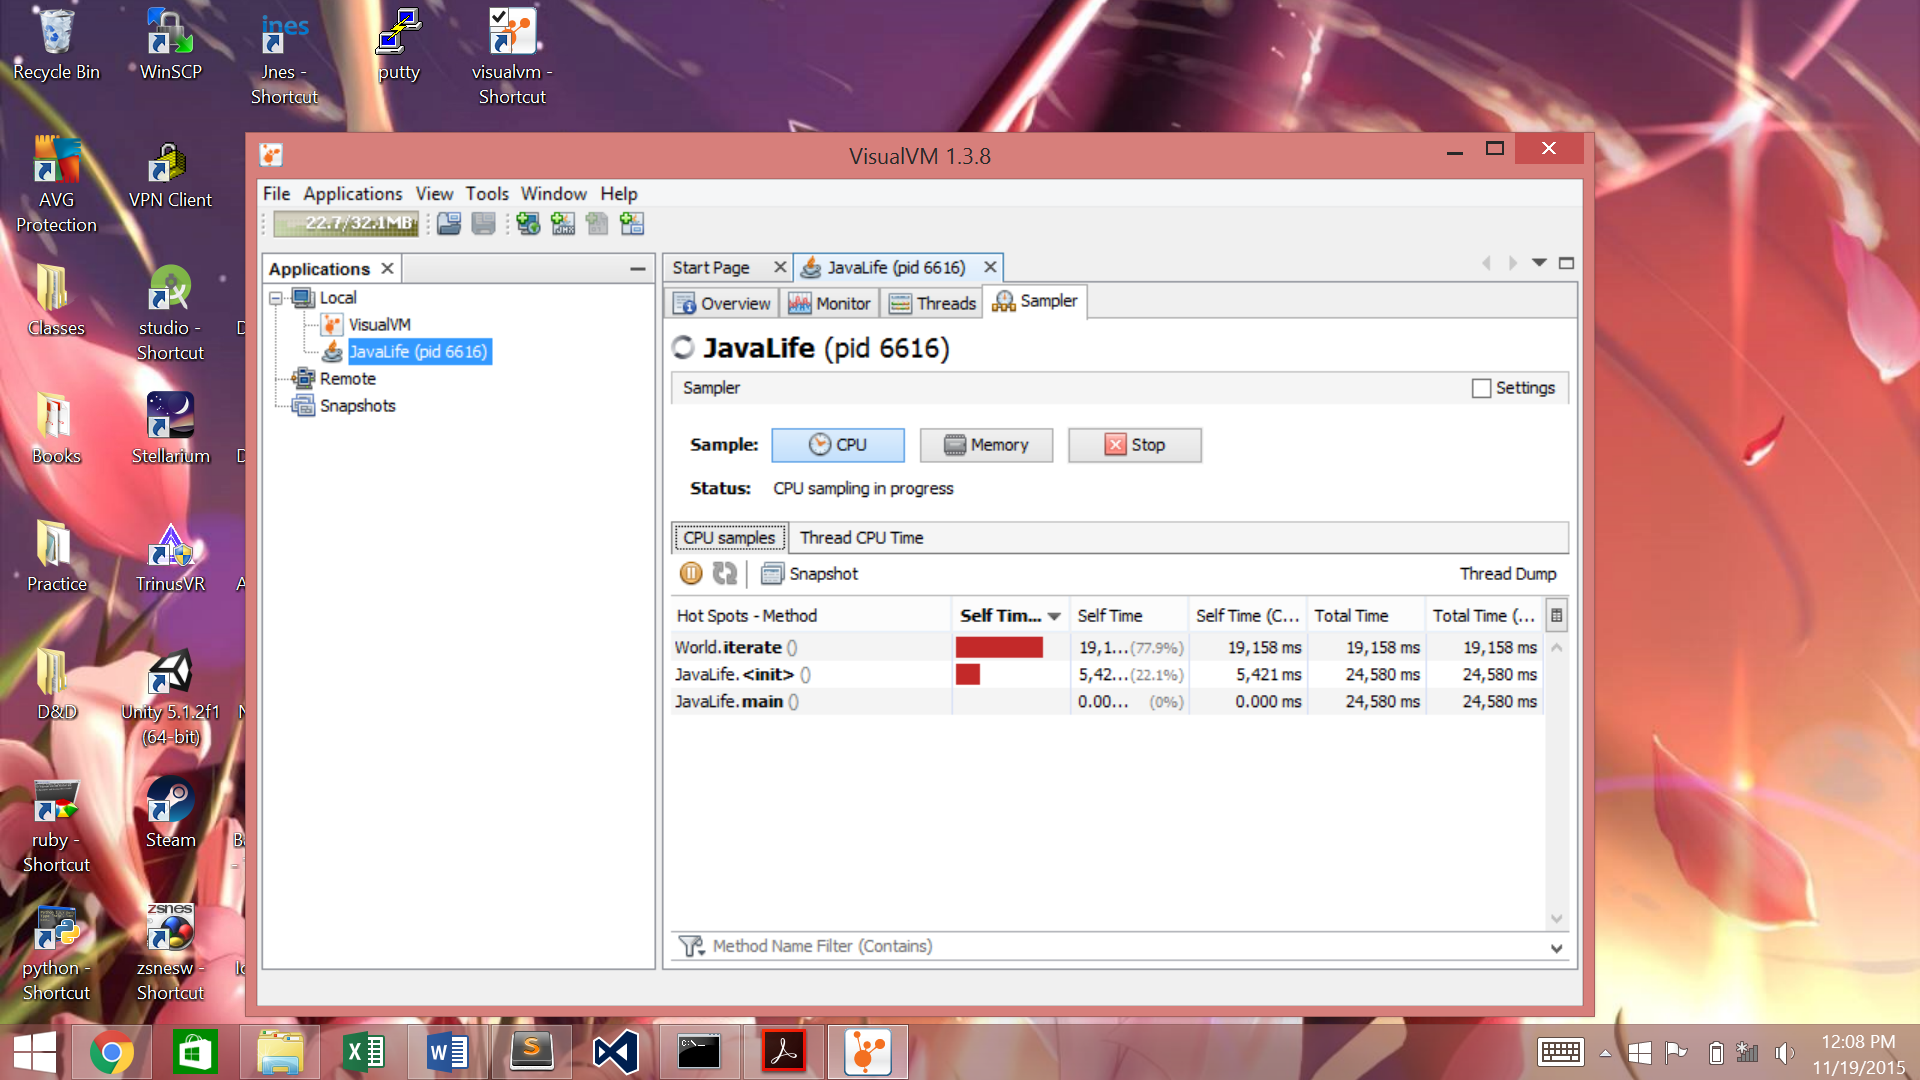 Recycle Bin
WinSCP
Jnes -
Shortcut
putty
visualvm -
Shortcut
AVG
Protection
VPN Client
Classes
studio -
Shortcut
D
Books
Stellarium
D
Practice
TrinusVR
A
D&D
Unity 5.1.2f1
(64-bit)
ruby -
Shortcut
Steam
python -
Shortcut
zsnesw -
Shortcut
ines
zsnes
VisualVM 1.3.8
File Applications View Tools Window Help
22.7/32.1MB
Applications
Local
VisualVM
JavaLife (pid 6616)
Remote
Snapshots
Start Page
JavaLife (pid 6616)
Overview
Monitor
Threads
Sampler
JavaLife (pid 6616)
Sampler
Settings
Sample: CPU Memory Stop
Status: CPU sampling in progress
CPU samples Thread CPU Time
Snapshot
Thread Dump
Hot Spots - Method Self Tim... Self Time Self Time (C... Total Time Total Time (...
World.iterate () 19,1... (77.9%) 19,158 ms 19,158 ms 19,158 ms
JavaLife.<init> () 5,42... (22.1%) 5,421 ms 24,580 ms 24,580 ms
JavaLife.main () 0.00... (0%) 0.000 ms 24,580 ms 24,580 ms
Method Name Filter (Contains)
12:08 PM
11/19/2015